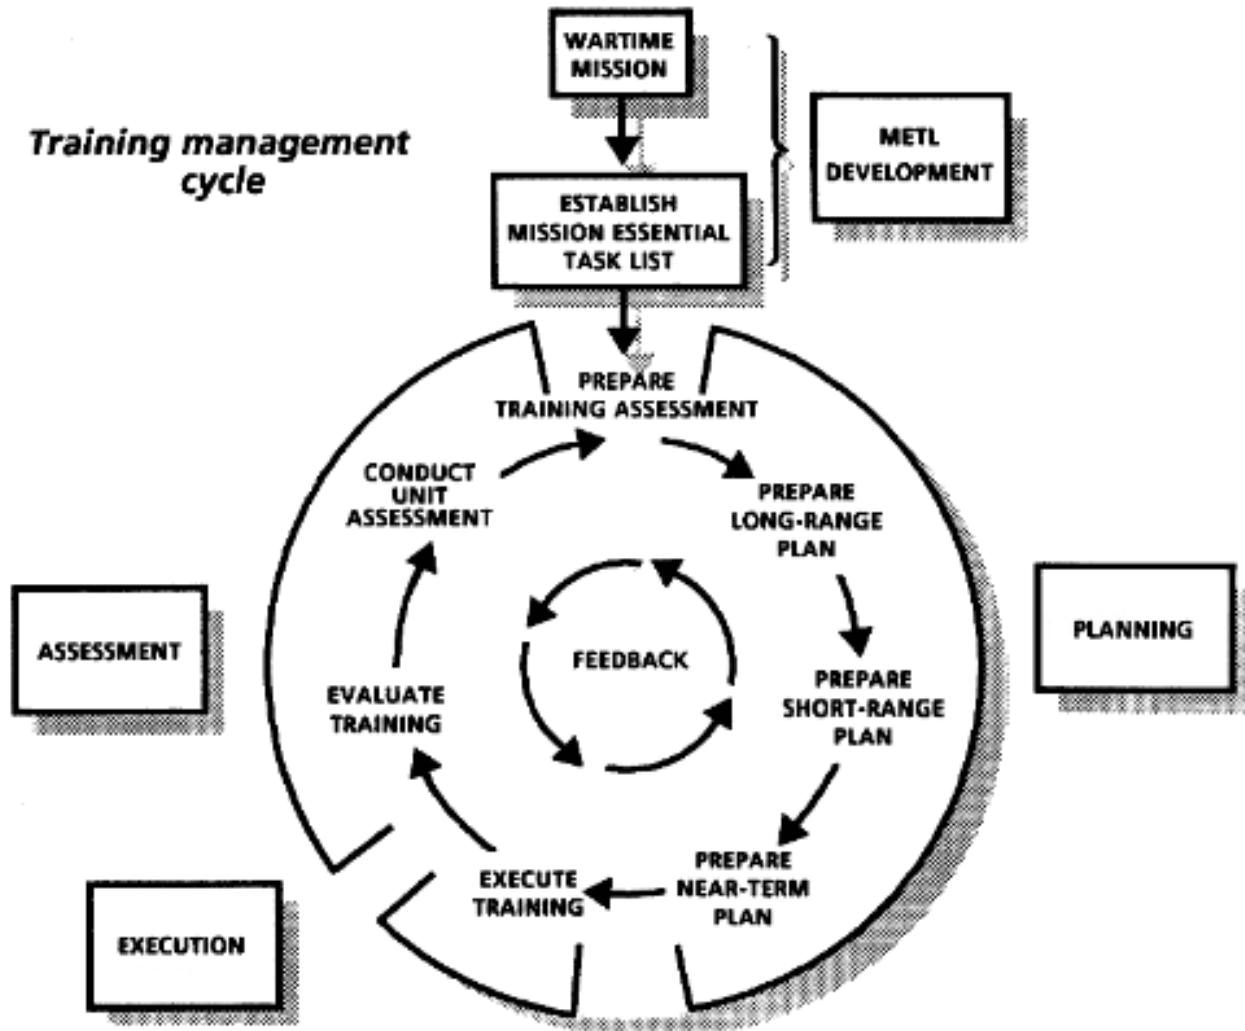 WARTIME
MISSION
Training management
cycle
METL
DEVELOPMENT
ESTABLISH
MISSION ESSENTIAL
TASK LIST
PREPARE
TRAINING ASSESSMENT
CONDUCT
UNIT
ASSESSMENT
PREPARE
LONG-RANGE
PLAN
ASSESSMENT
FEEDBACK
PLANNING
EVALUATE
TRAINING
PREPARE
SHORT-RANGE
PLAN
EXECUTE
TRAINING
PREPARE
NEAR-TERM
PLAN
EXECUTION